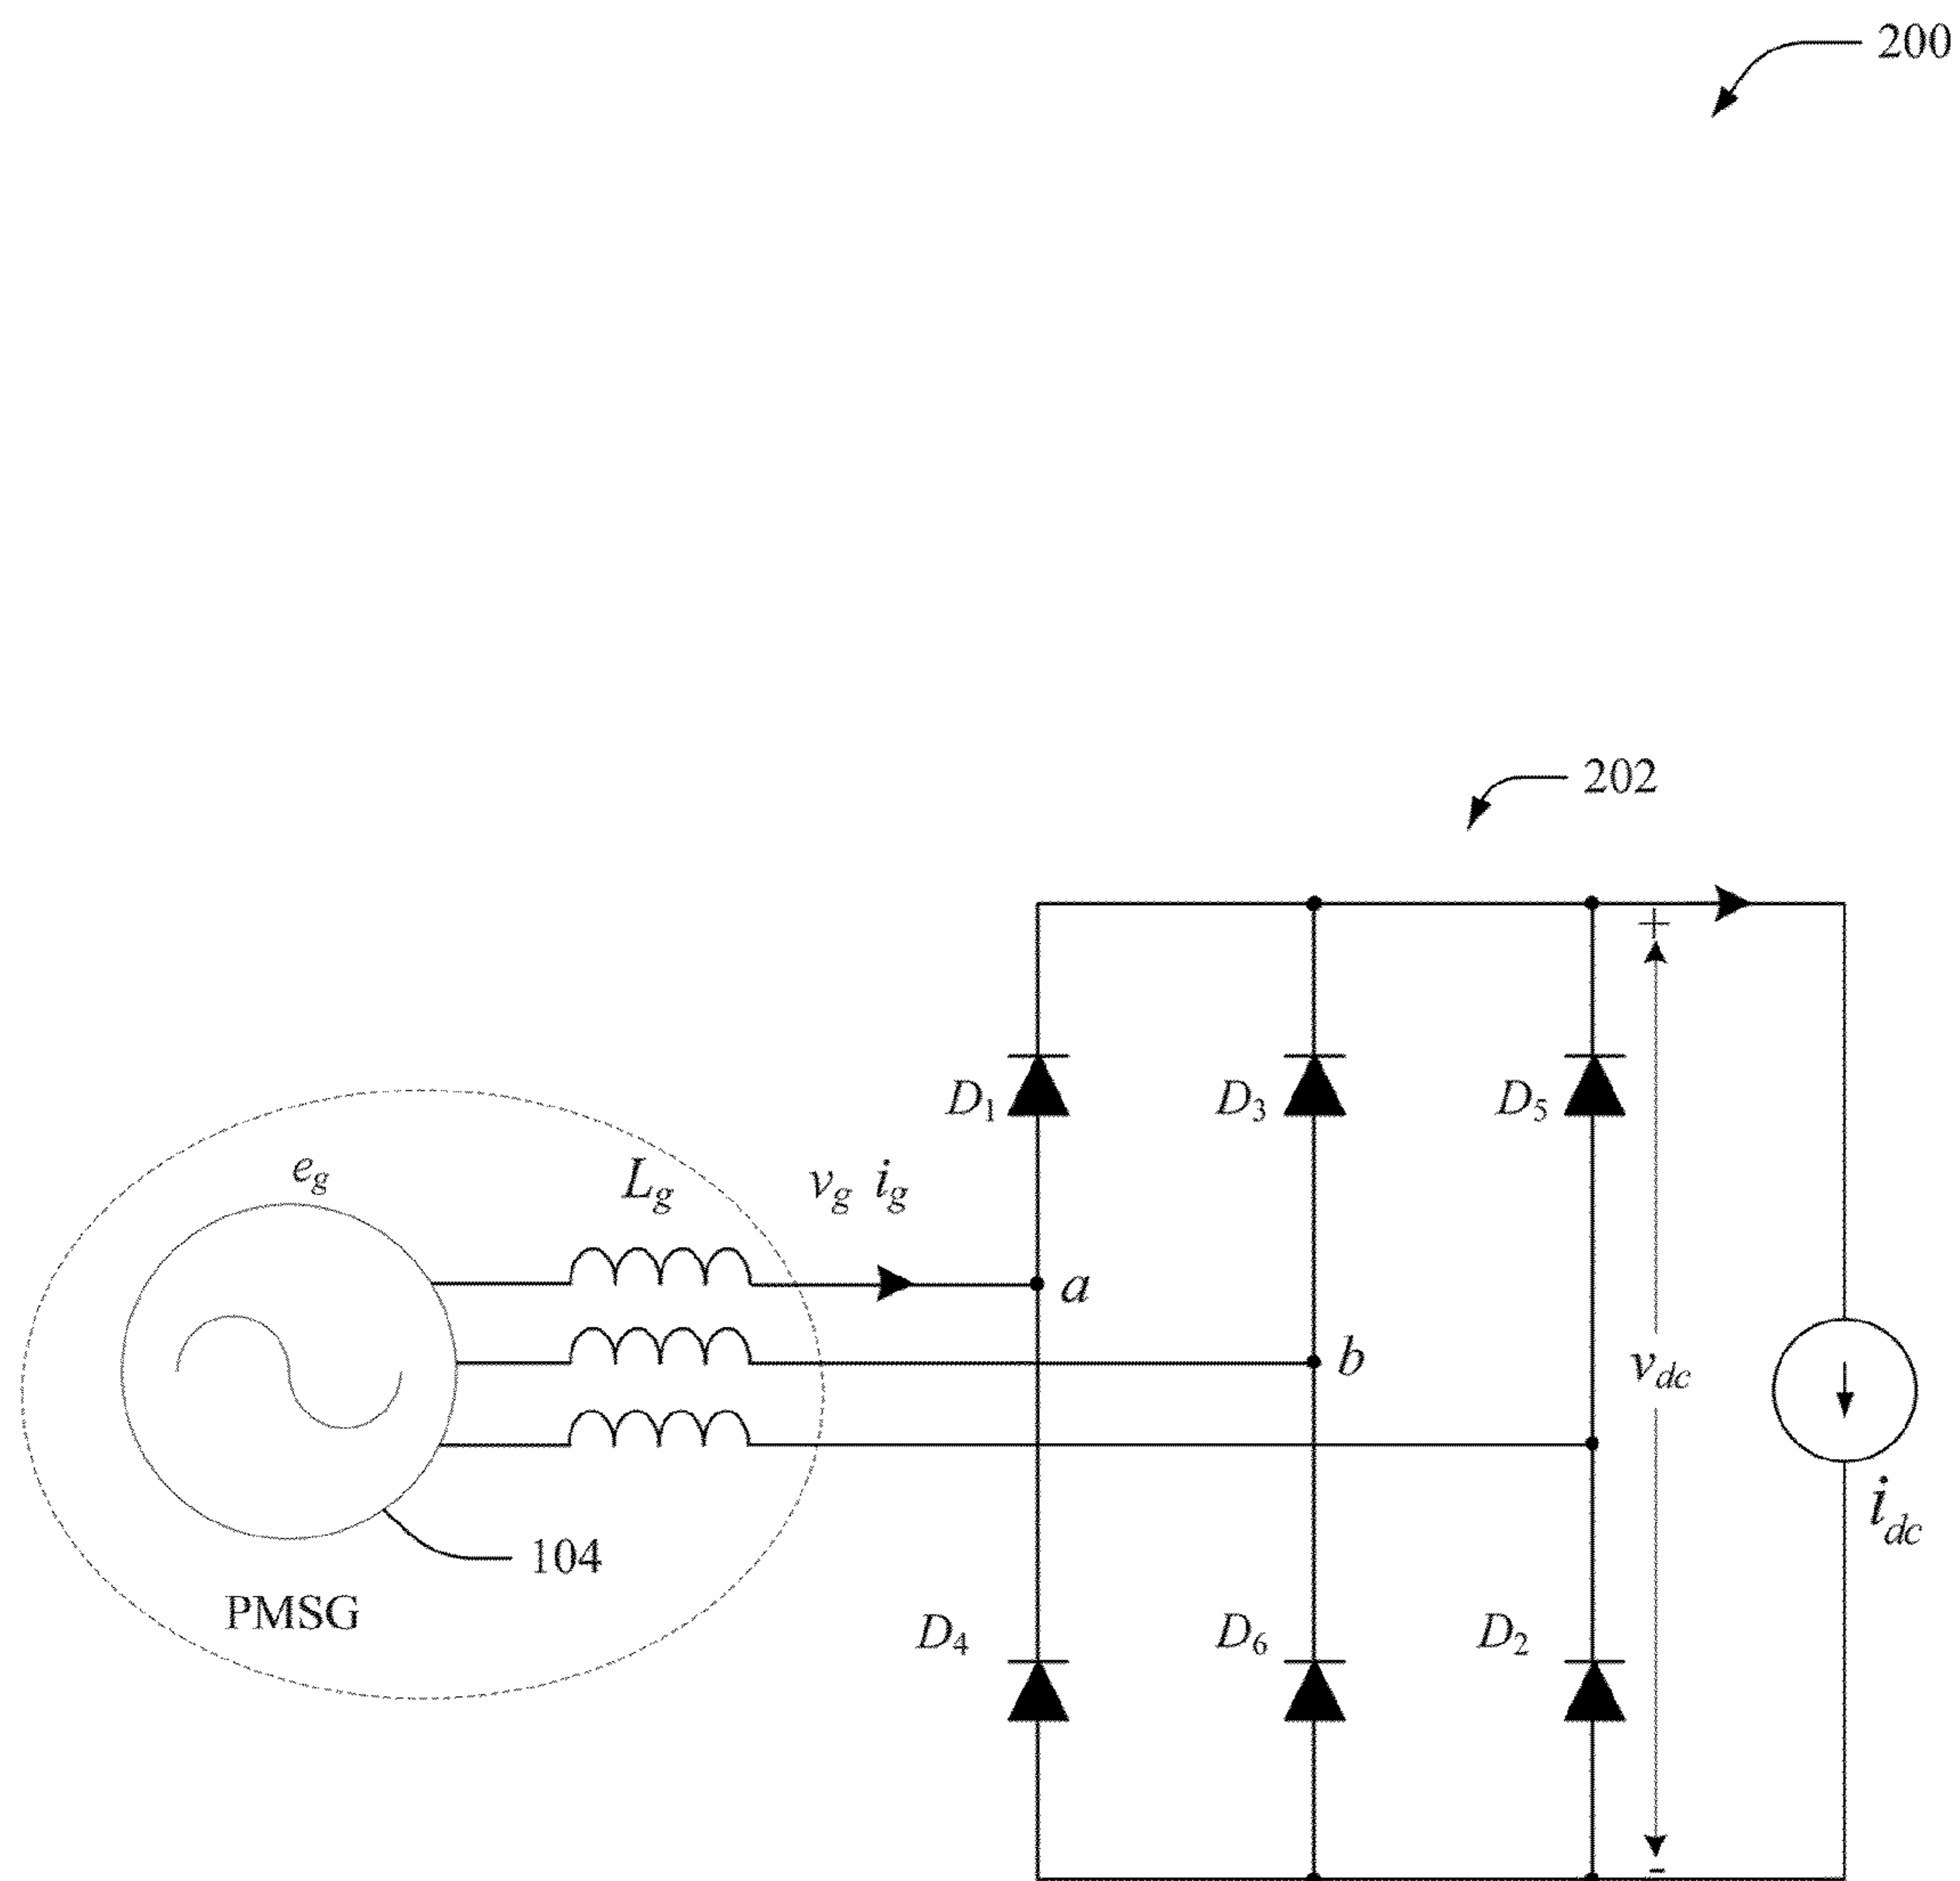 200
202
+
D1 D3 D5
eg Lg vg ig
a
b
vdc
idc
104
PMSG
D4 D6 D2
-